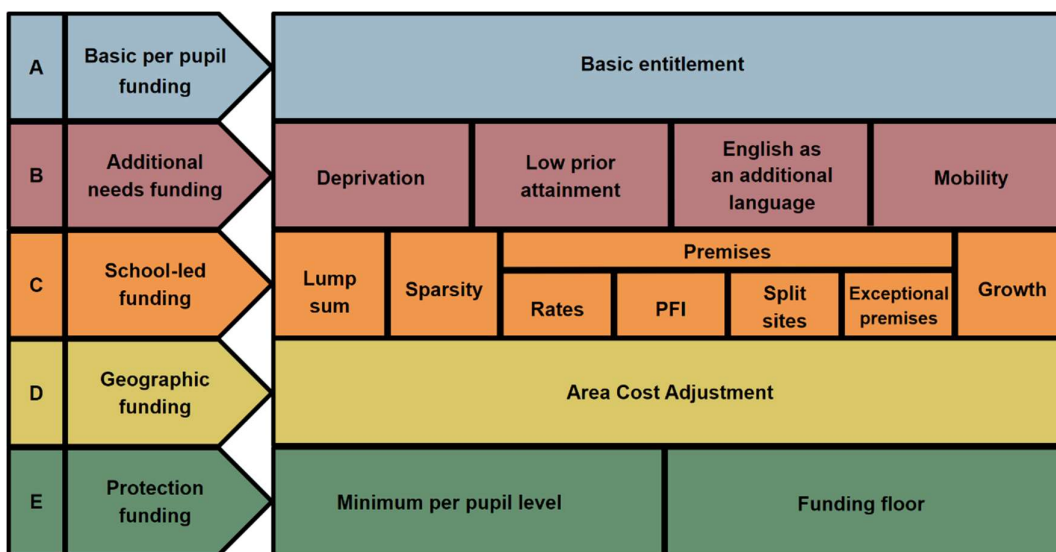 A
Basic per pupil
funding
Basic entitlement
B
Additional
needs funding
Deprivation
Low prior
attainment
English as
an additional
language
Mobility
C
School-led
funding
Lump
sum
Sparsity
Premises
Rates
PFI
Split
sites
Exceptional
premises
Growth
D
Geographic
funding
Area Cost Adjustment
E
Protection
funding
Minimum per pupil level
Funding floor